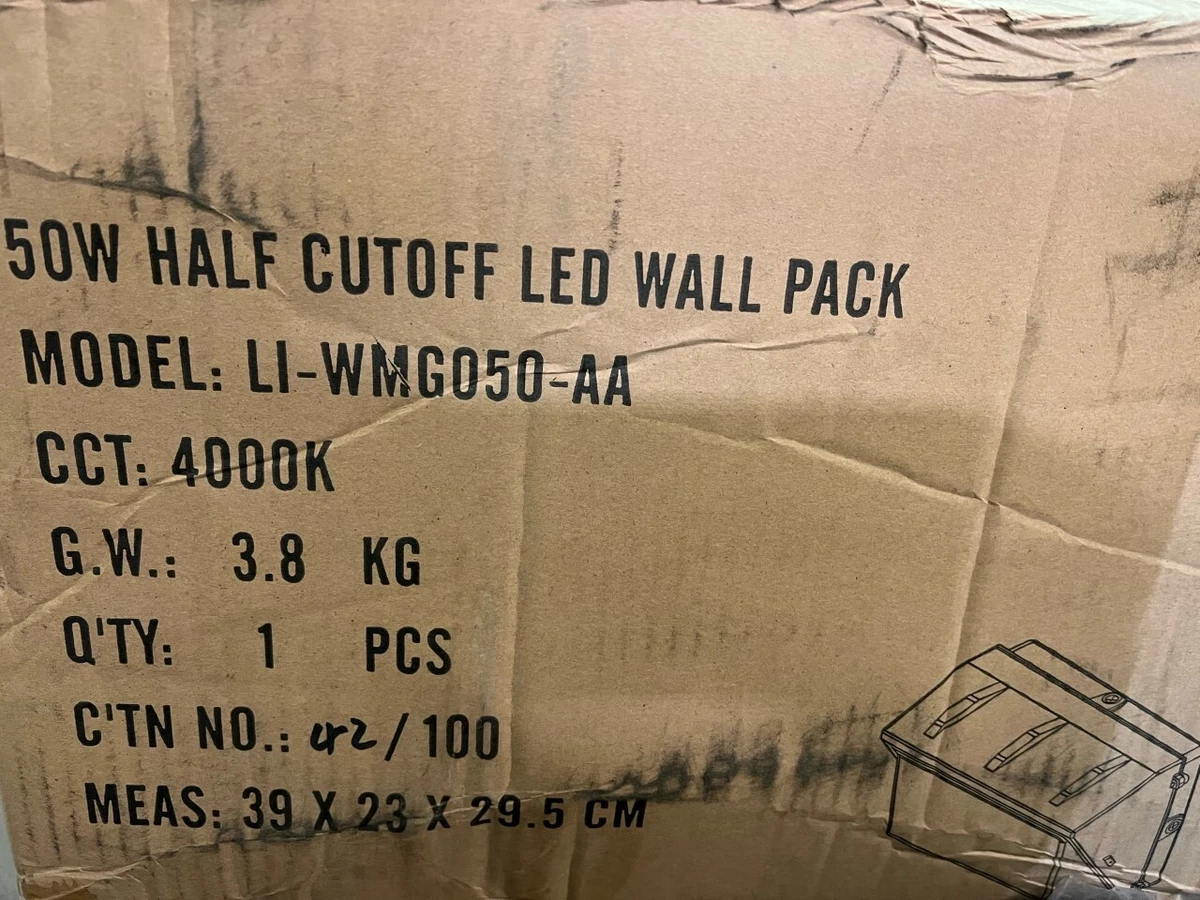 50W HALF CUTOFF LED WALL PACK
MODEL: LI-WMG050-AA
CCT: 4000K
G.W.: 3.8 KG
Q'TY: 1 PCS
C'TN NO.: 42/100
MEAS: 39 X 23 X 29.5 CM